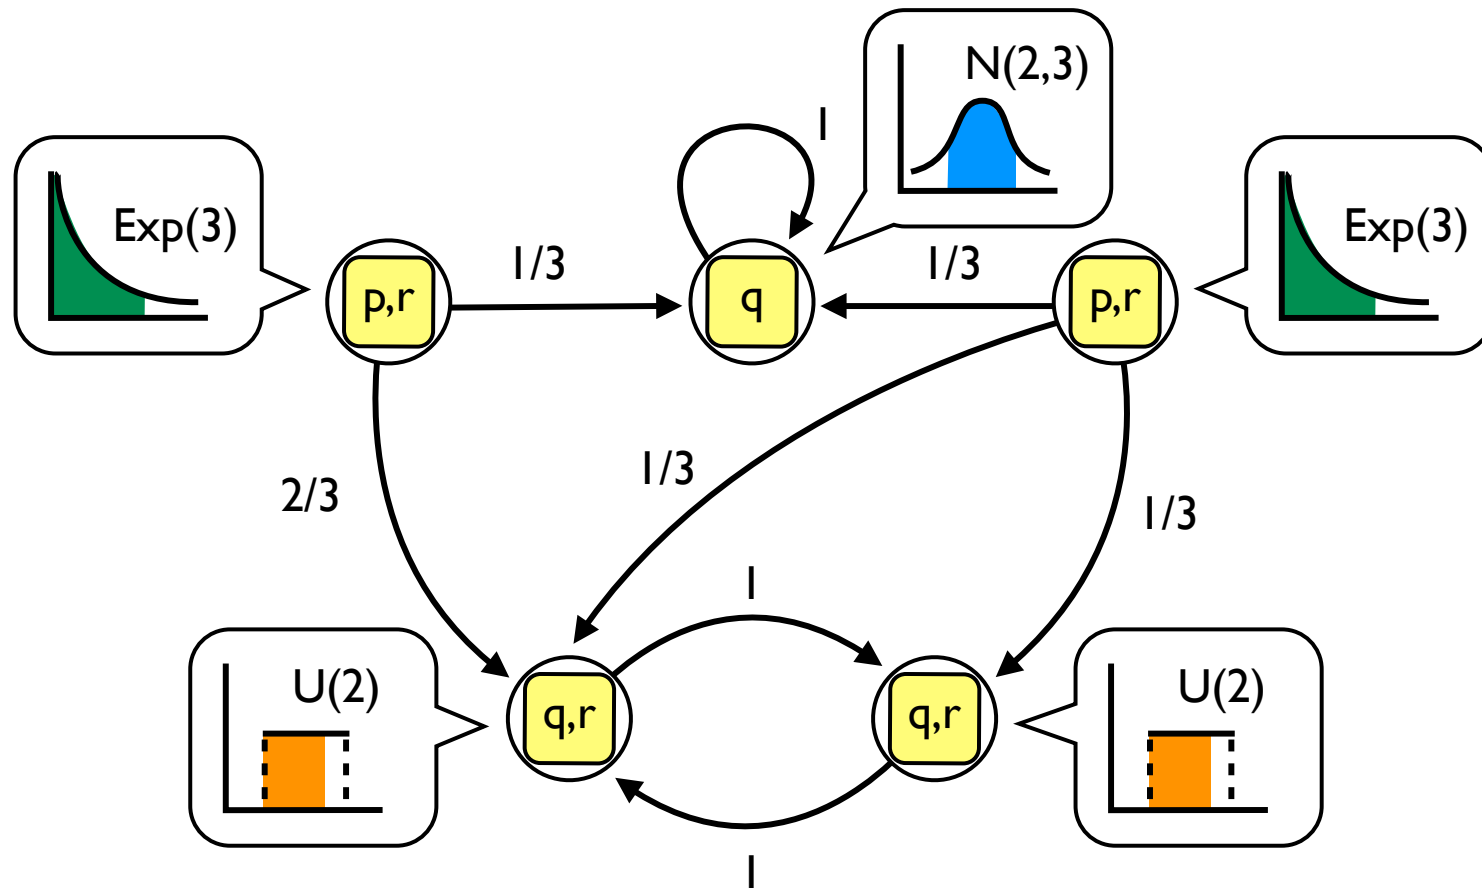 N(2,3)
1
Exp(3)
Exp(3)
1/3
1/3
p,r
q
p,r
2/3
1/3
1/3
1
U(2)
U(2)
q,r
q,r
1